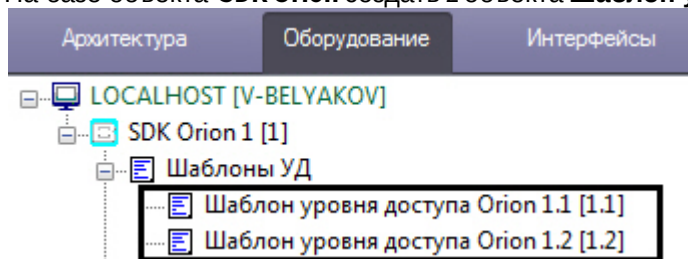 Архитектура Оборудование Интерфейсы
LOCALHOST [V-BELYAKOV]
SDK Orion 1 [1]
Шаблоны УД
Шаблон уровня доступа Orion 1.1 [1.1]
Шаблон уровня доступа Orion 1.2 [1.2]